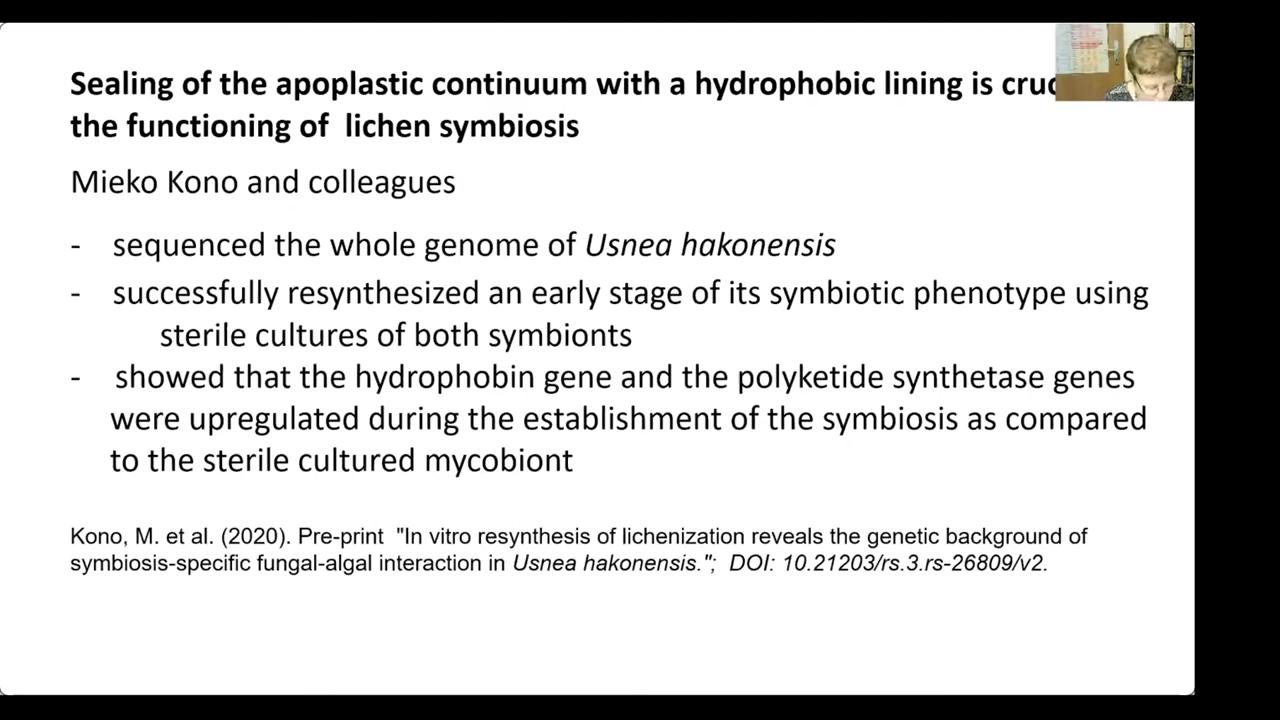 Sealing of the apoplastic continuum with a hydrophobic lining is
the functioning of lichen symbiosis
Mieko Kono and colleagues
- sequenced the whole genome of Usnea hakonensis
- successfully resynthesized an early stage of its symbiotic phenotype using
sterile cultures of both symbionts
- showed that the hydrophobin gene and the polyketide synthetase genes
were upregulated during the establishment of the symbiosis as compared
to the sterile cultured mycobiont
Kono, M. et al. (2020). Pre-print "In vitro resynthesis of lichenization reveals the genetic background of
symbiosis-specific fungal-algal interaction in Usnea hakonensis."; DOI: 10.21203/rs.3.rs-26809/v2.